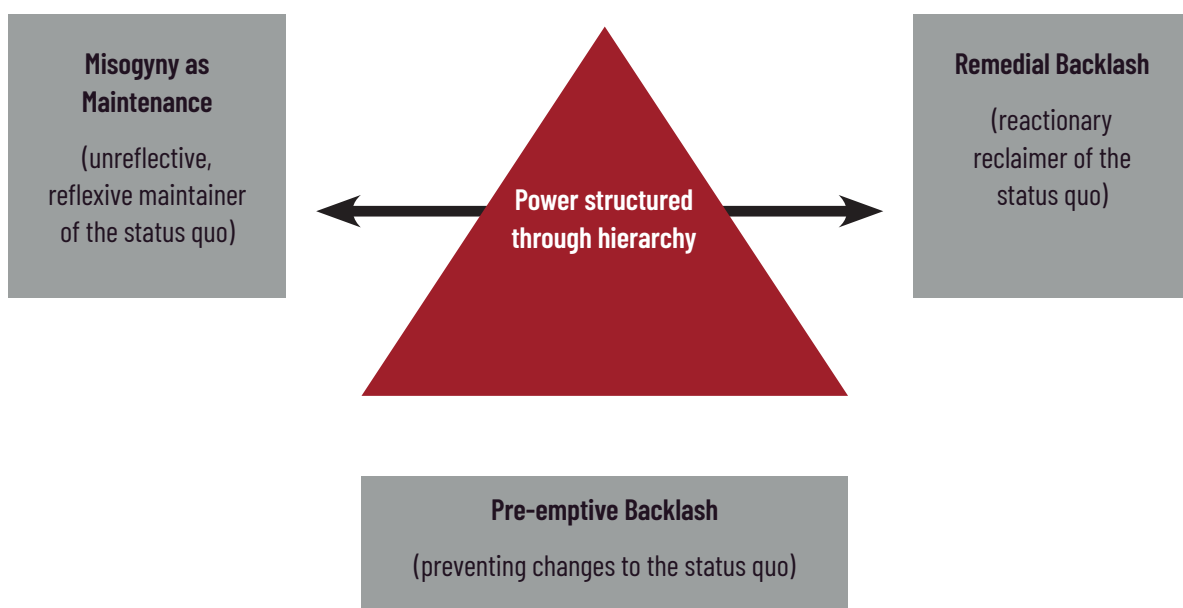 Misogyny as
Maintenance
(unreflective,
reflexive maintainer
of the status quo)
Power structured
through hierarchy
Remedial Backlash
(reactionary
reclaimer of the
status quo)
Pre-emptive Backlash
(preventing changes to the status quo)